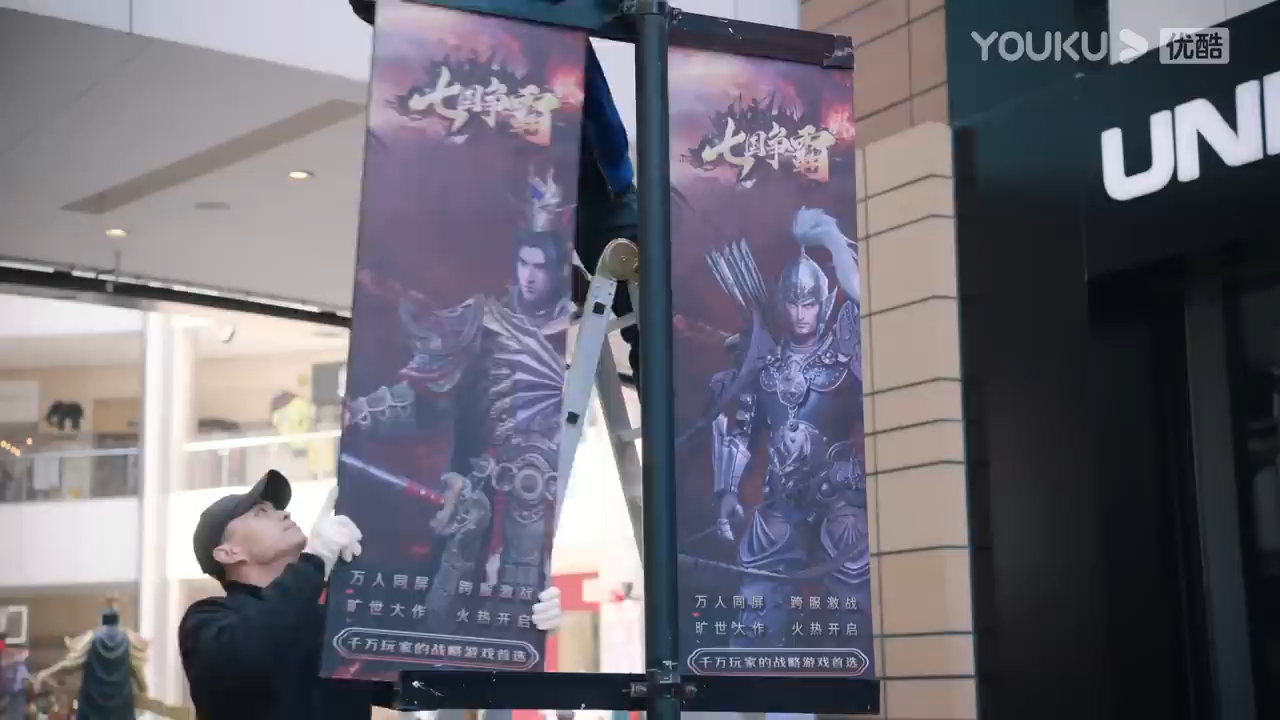 YOUKU 优酷
UNI
七国争霸
万人同屏 跨服激战
旷世大作 火热开启
千万玩家的战略游戏首选
七国争霸
万人同屏 跨服激战
旷世大作 火热开启
千万玩家的战略游戏首选